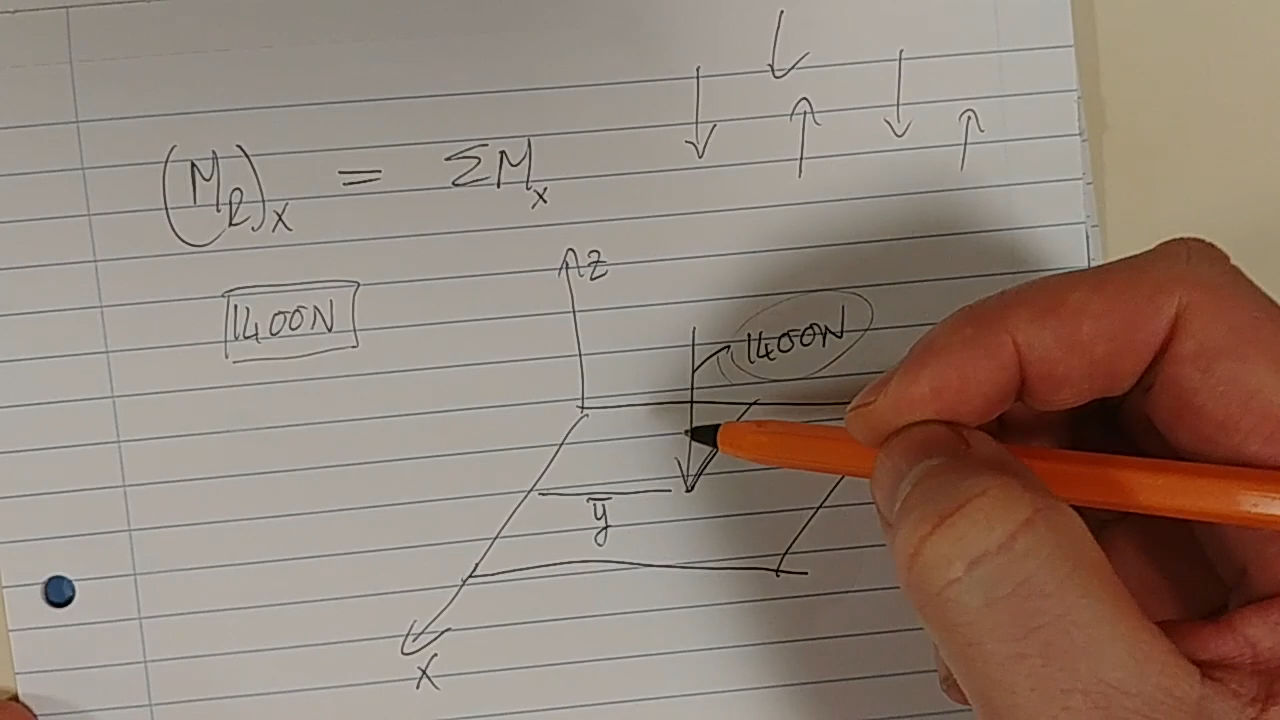 (M_R)_x = ΣM_x
1400N
z
1400N
ȳ
x